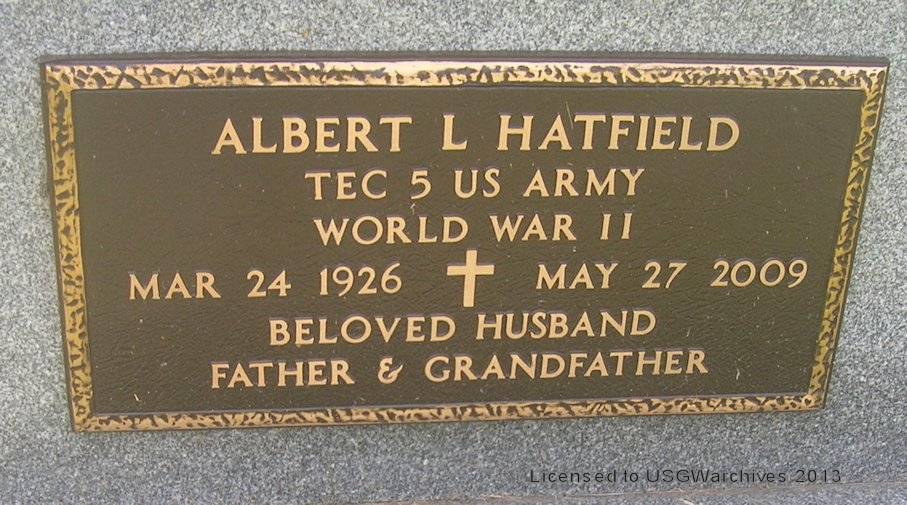 ALBERT L HATFIELD
TEC 5 US ARMY
WORLD WAR II
MAR 24 1926 MAY 27 2009
BELOVED HUSBAND
FATHER & GRANDFATHER
Licensed to USGWarchives 2013